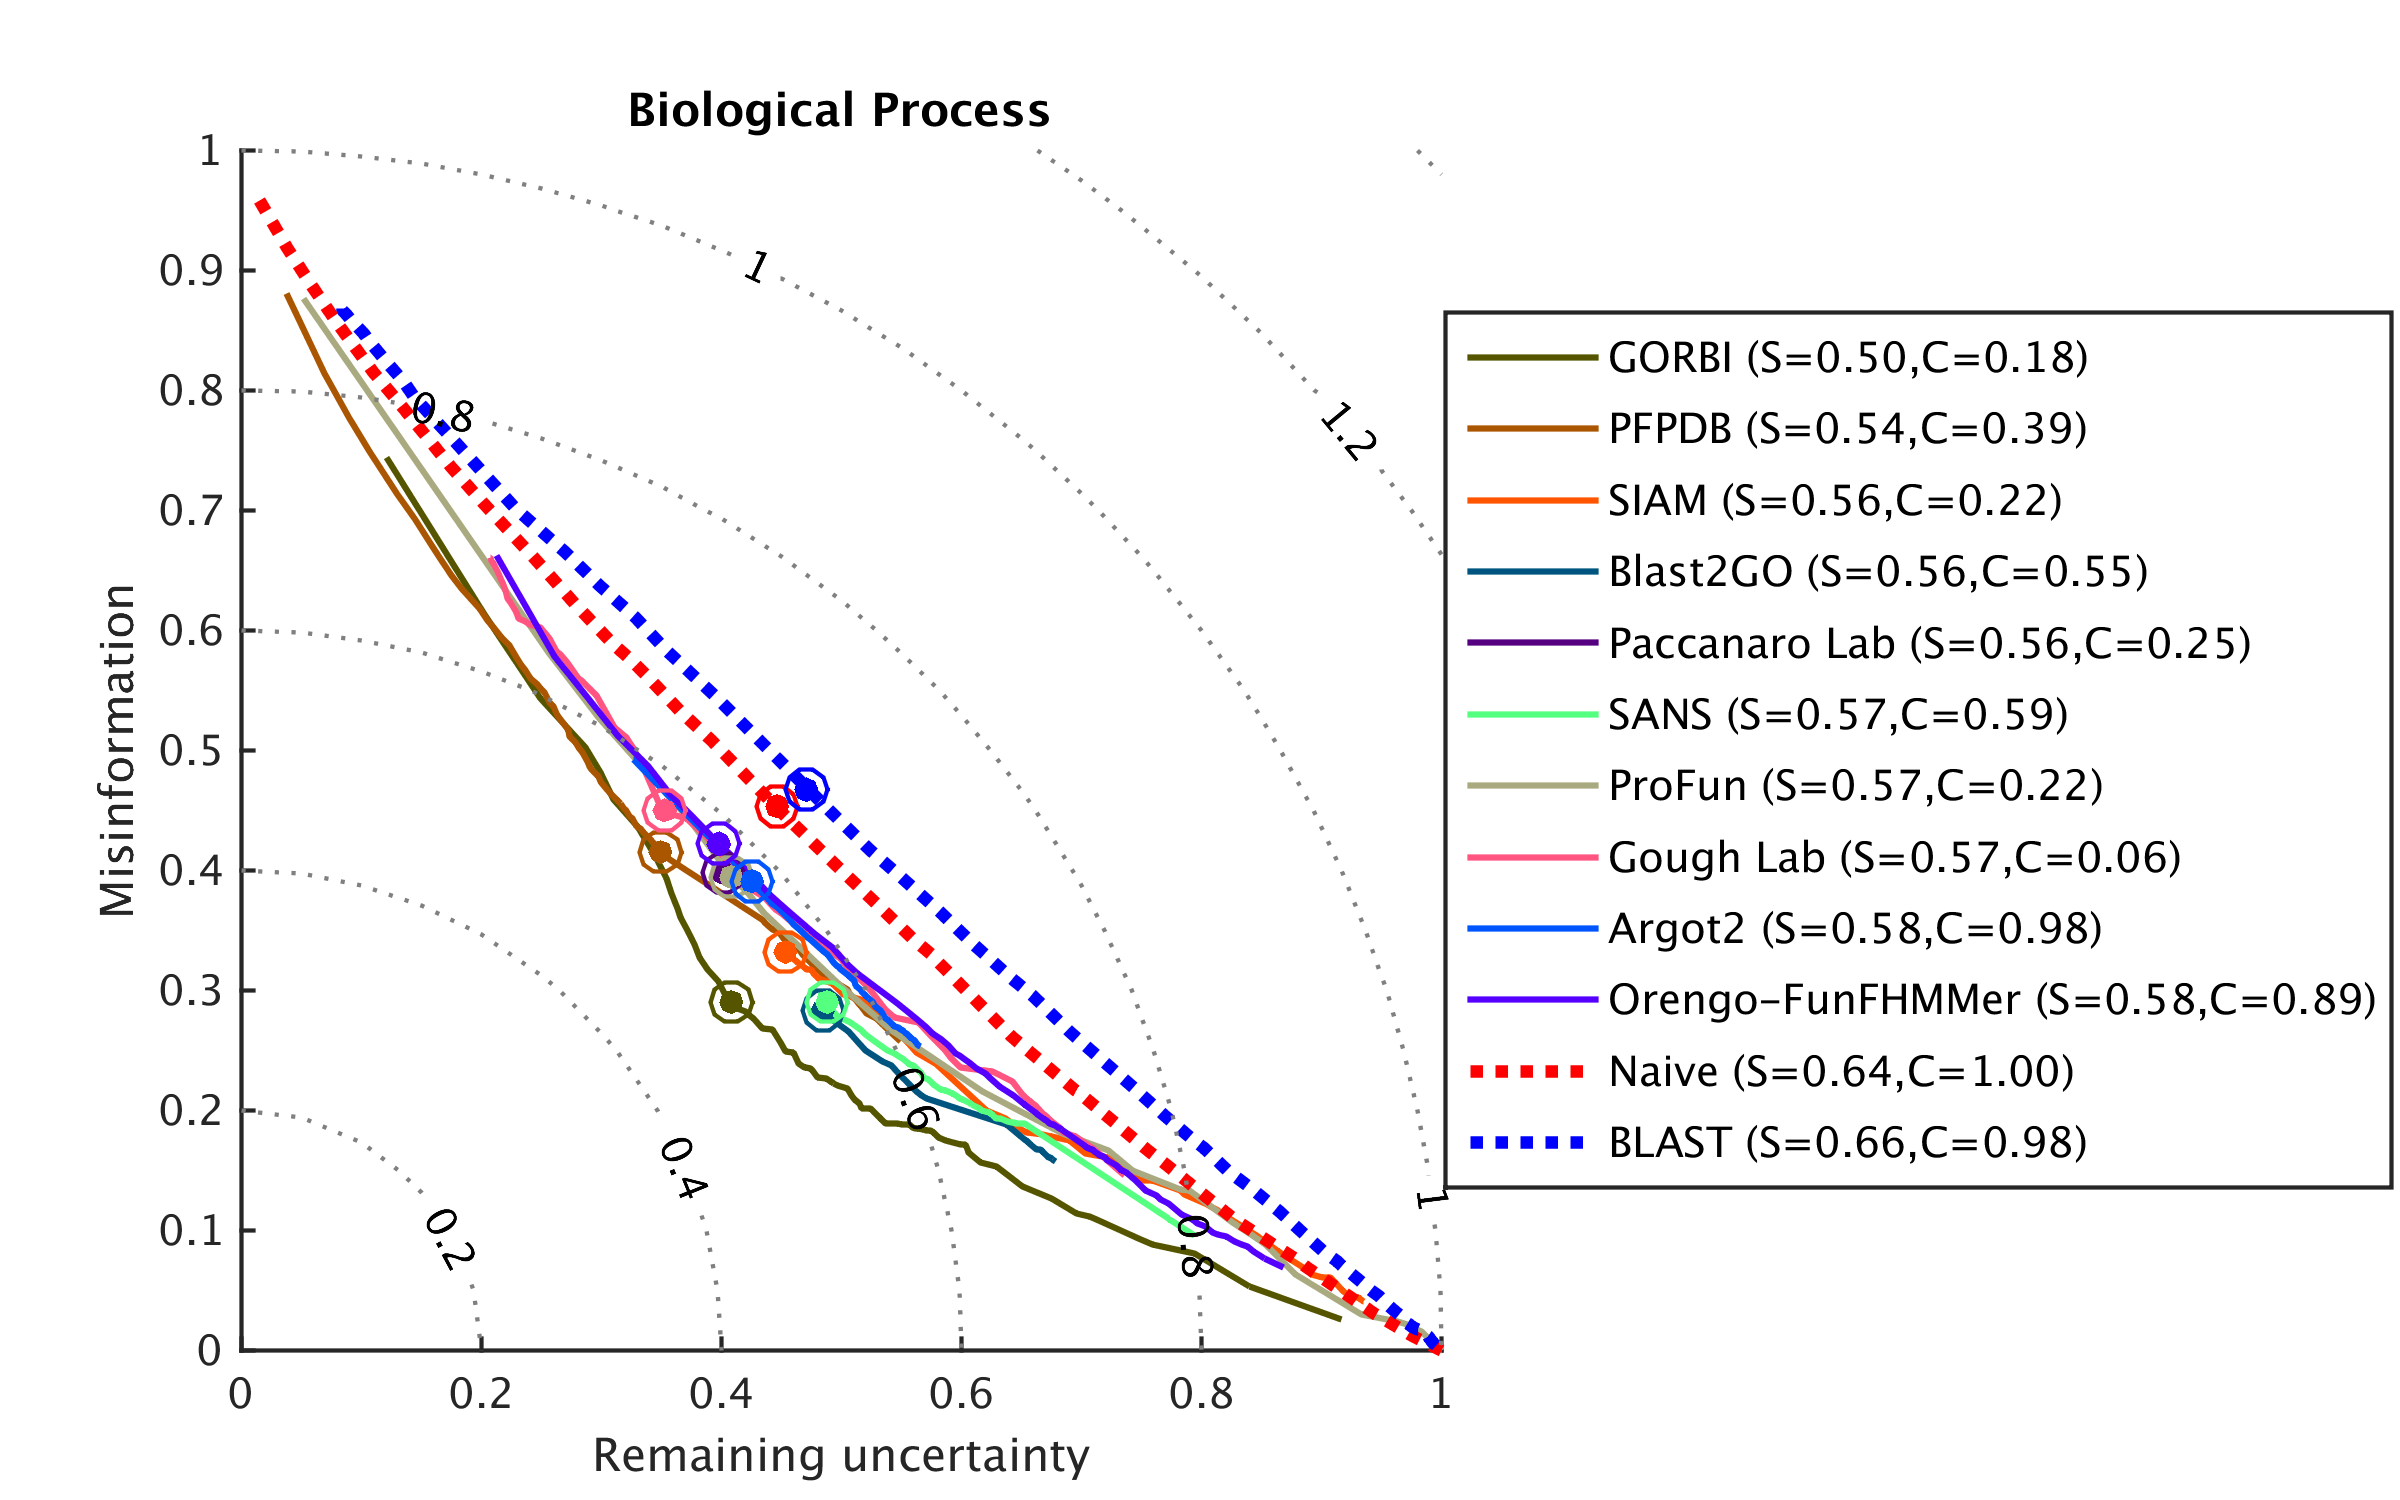 Biological Process
1
0.9
0.8
0.7
0.6
0.5
0.4
0.3
0.2
0.1
0
Misinformation
0
0.2
0.4
0.6
0.8
1
Remaining uncertainty
1
1.2
0.8
0.6
0.4
0.2
0.8
1
GORBI (S=0.50,C=0.18)
PFPDB (S=0.54,C=0.39)
SIAM (S=0.56,C=0.22)
Blast2GO (S=0.56,C=0.55)
Paccanaro Lab (S=0.56,C=0.25)
SANS (S=0.57,C=0.59)
ProFun (S=0.57,C=0.22)
Gough Lab (S=0.57,C=0.06)
Argot2 (S=0.58,C=0.98)
Orengo-FunFHMMer (S=0.58,C=0.89)
Naive (S=0.64,C=1.00)
BLAST (S=0.66,C=0.98)